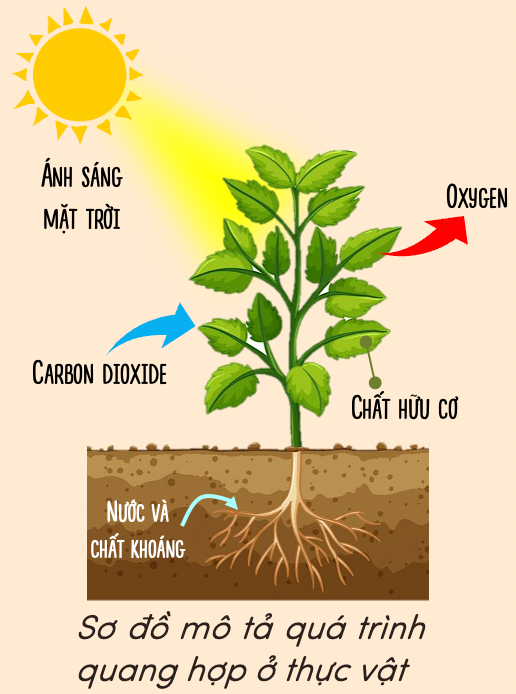 ÁNH SÁNG
MẶT TRỜI
OXYGEN
CARBON DIOXIDE
CHẤT HỮU CƠ
NƯỚC VÀ
CHẤT KHOÁNG
Sơ đồ mô tả quá trình
quang hợp ở thực vật